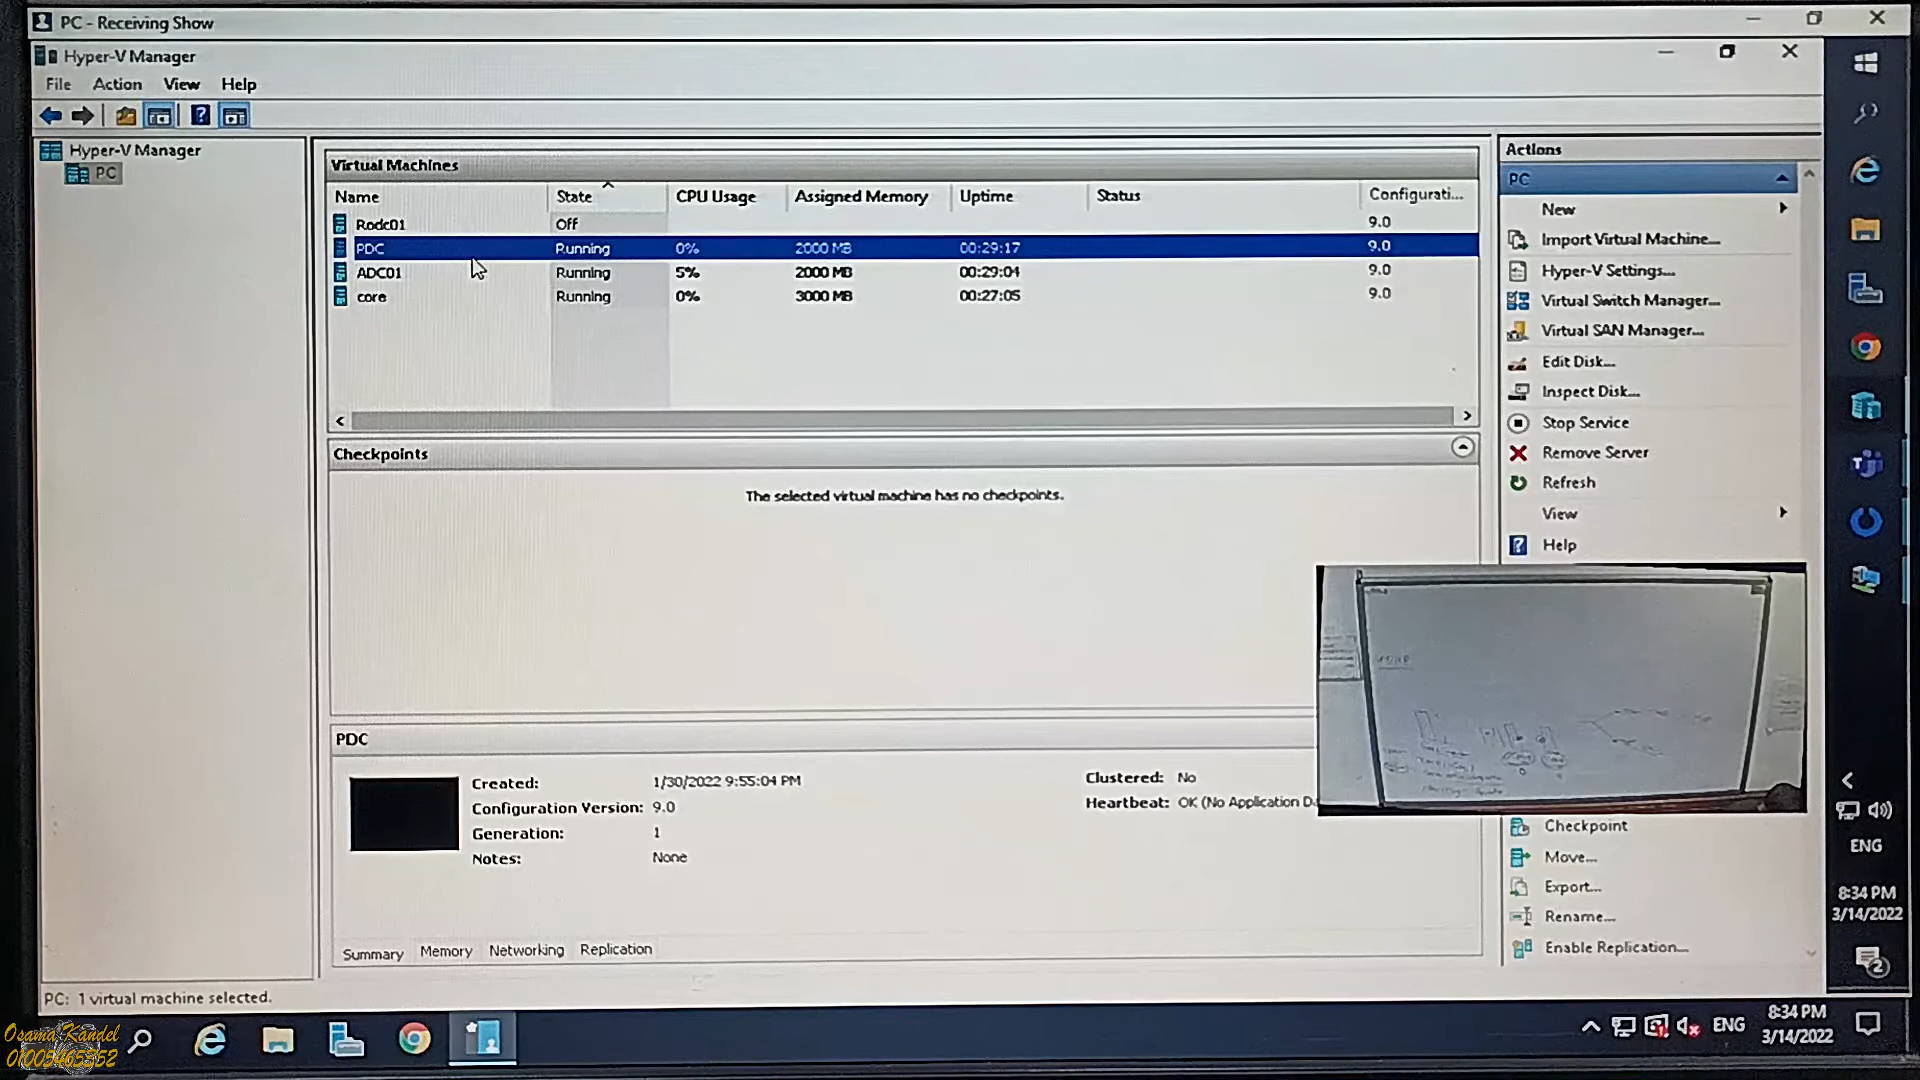 PC - Receiving Show
Hyper-V Manager
File Action View Help
Hyper-V Manager
PC
Virtual Machines
Name State CPU Usage Assigned Memory Uptime Status Configurati...
Rodc01 Off 9.0
PDC Running 0% 2000 MB 00:29:17 9.0
ADC01 Running 5% 2000 MB 00:29:04 9.0
core Running 0% 3000 MB 00:27:05 9.0
Checkpoints
The selected virtual machine has no checkpoints.
PDC
Created: 1/30/2022 9:55:04 PM
Configuration Version: 9.0
Generation: 1
Notes: None
Clustered: No
Heartbeat: OK (No Application Da
Summary Memory Networking Replication
Actions
PC
New
Import Virtual Machine...
Hyper-V Settings...
Virtual Switch Manager...
Virtual SAN Manager...
Edit Disk...
Inspect Disk...
Stop Service
Remove Server
Refresh
View
Help
Checkpoint
Move...
Export...
Rename...
Enable Replication...
PC: 1 virtual machine selected.
ENG
8:34 PM
3/14/2022
2
ENG
8:34 PM
3/14/2022
Osama Kandel
01005465352